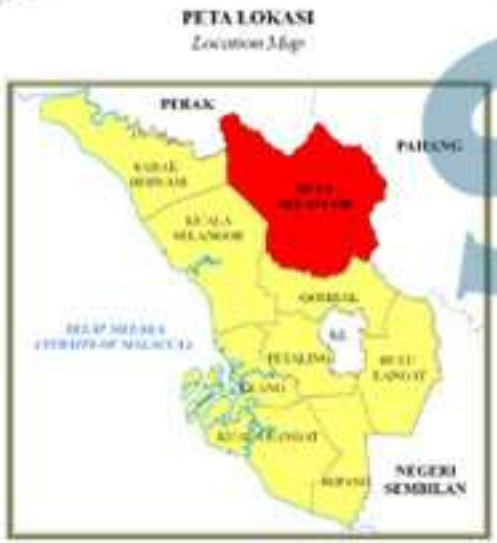 PETA LOKASI
Location Map
PERAK
PAHANG
SABAK
BERNAM
HULU
SELANGOR
KUALA
SELANGOR
GOMBAK
KL
SELAT MELAKA
(STRAITS OF MALACCA)
PETALING
HULU
LANGAT
KLANG
KUALA LANGAT
SEPANG
NEGERI
SEMBILAN